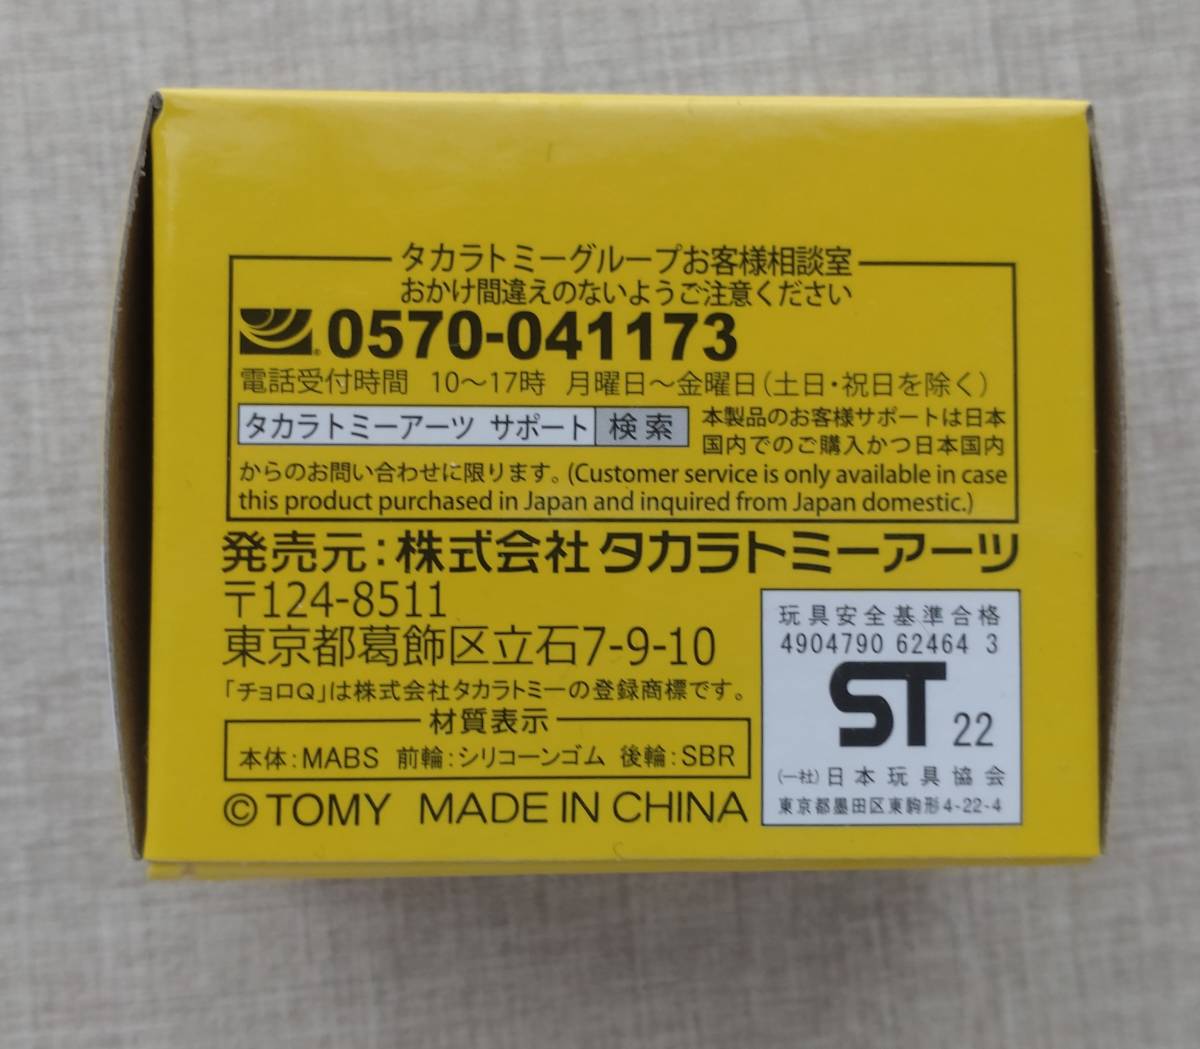 タカラトミーグループお客様相談室
おかけ間違えのないようご注意ください
0570-041173
電話受付時間 10～17時 月曜日～金曜日(土日・祝日を除く)
タカラトミーアーツ サポート 検索
本製品のお客様サポートは日本
国内でのご購入かつ日本国内
からのお問い合わせに限ります。(Customer service is only available in case
this product purchased in Japan and inquired from Japan domestic.)
発売元:株式会社タカラトミーアーツ
〒124-8511
東京都葛飾区立石7-9-10
「チョロQ」は株式会社タカラトミーの登録商標です。
材質表示
本体:MABS 前輪:シリコーンゴム 後輪:SBR
©TOMY MADE IN CHINA
玩具安全基準合格
4904790 62464 3
ST 22
(一社)日本玩具協会
東京都墨田区東駒形4-22-4